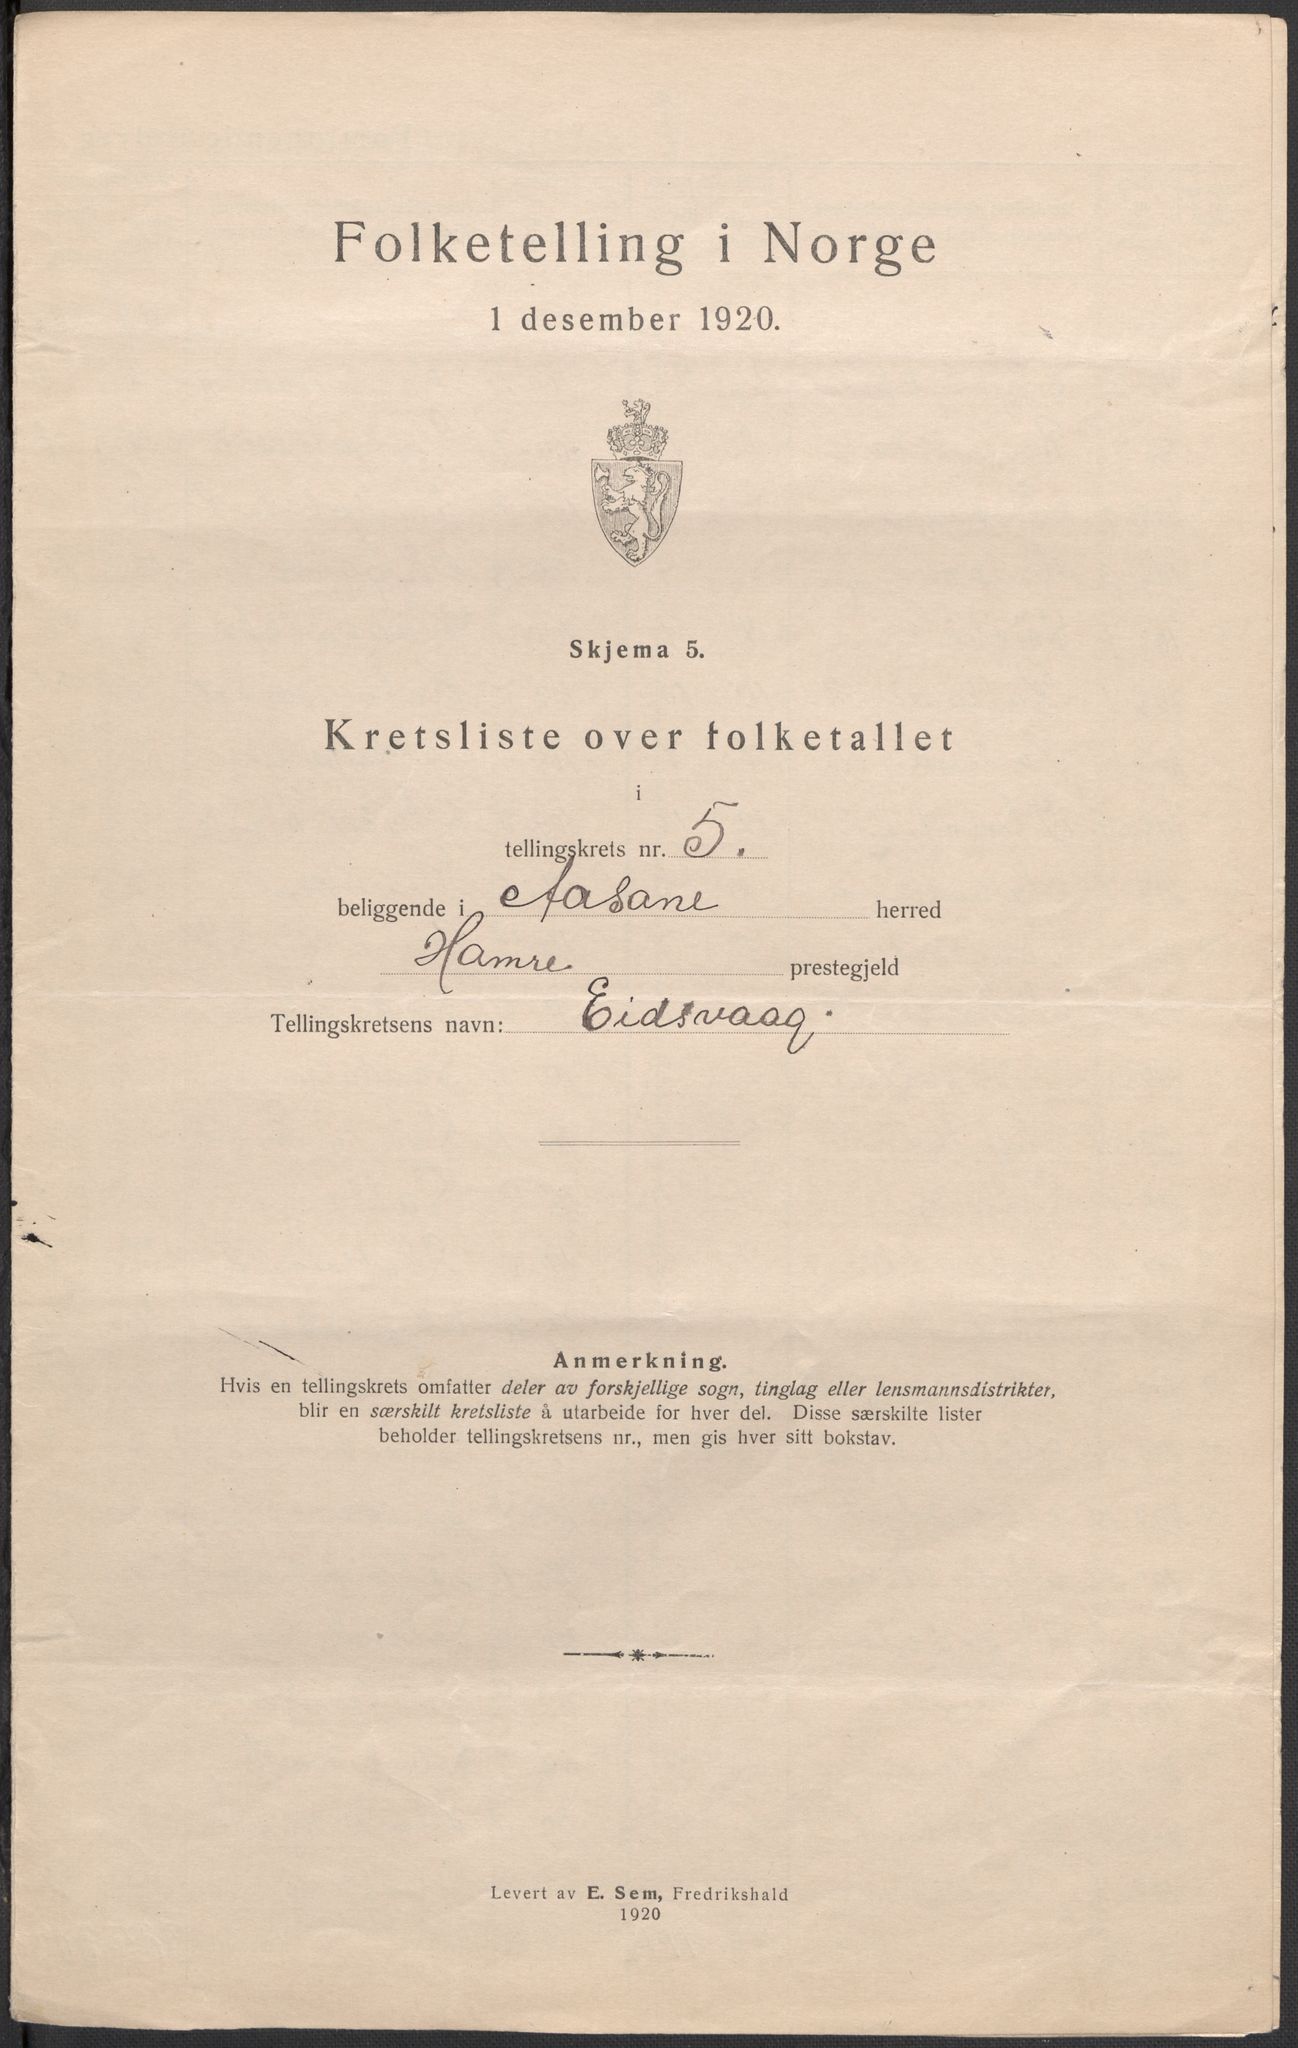 Folketelling i Norge
1 desember 1920.
Skjema 5.
Kretsliste over folketallet
i
tellingskrets nr. 5.
beliggende i Aasane herred
Hamre prestegjeld
Tellingskretsens navn: Eidsvaag.
Anmerkning.
Hvis en tellingskrets omfatter deler av forskjellige sogn, tinglag eller lensmannsdistrikter,
blir en særskilt kretsliste å utarbeide for hver del. Disse særskilte lister
beholder tellingskretsens nr., men gis hver sitt bokstav.
Levert av E. Sem, Fredrikshald
1920